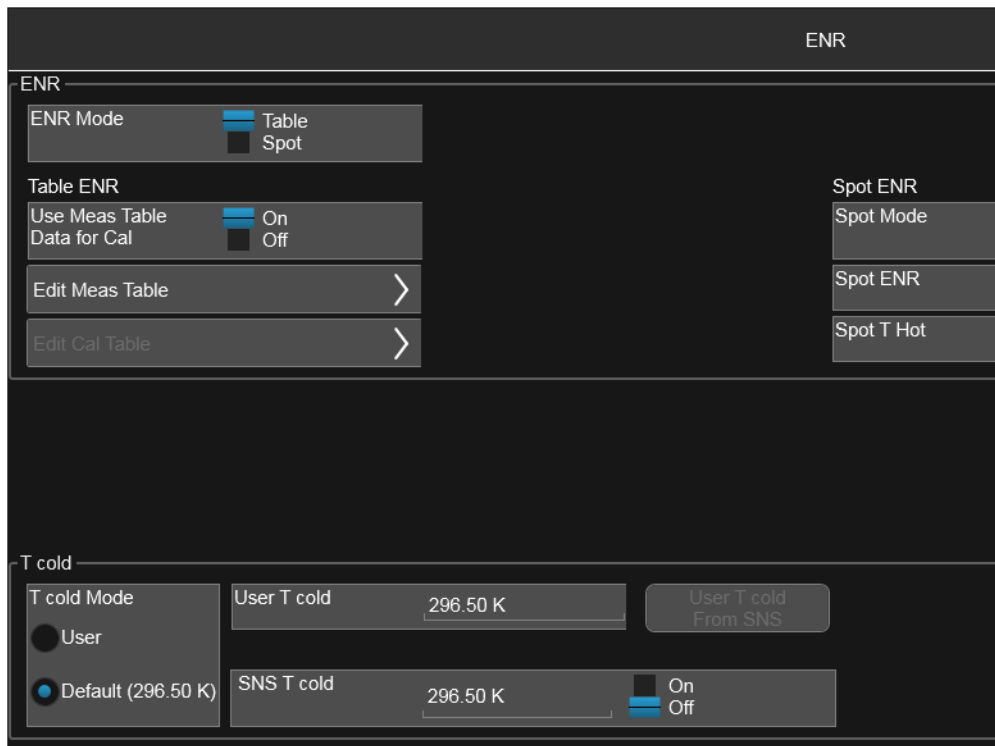 ENR
ENR
ENR Mode
Table
Spot
Table ENR
Use Meas Table
Data for Cal
On
Off
Edit Meas Table
Edit Cal Table
Spot ENR
Spot Mode
Spot ENR
Spot T Hot
T cold
T cold Mode
User
Default (296.50 K)
User T cold
296.50 K
User T cold
From SNS
SNS T cold
296.50 K
On
Off